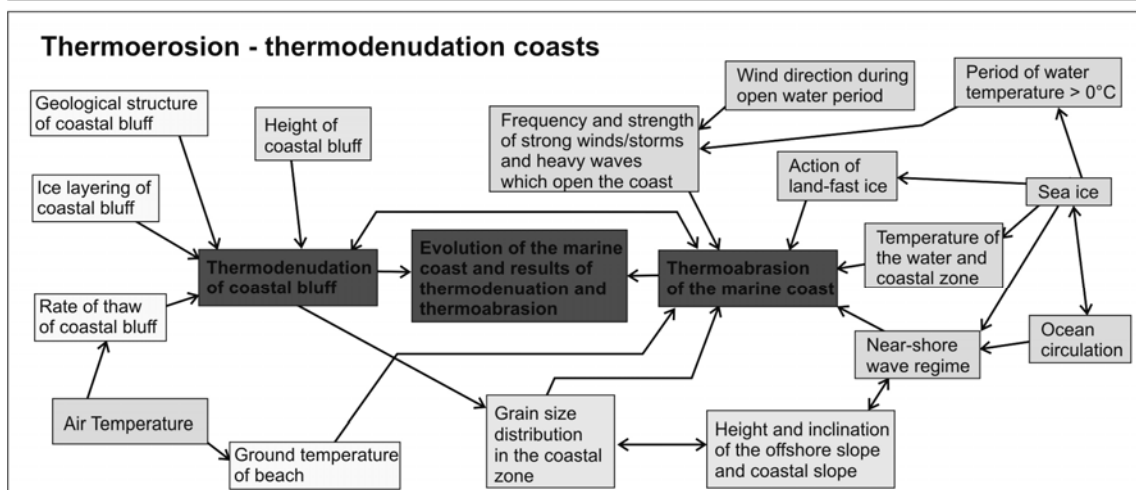 Thermoerosion - thermodenudation coasts
Geological structure
of coastal bluff
Height of
coastal bluff
Frequency and strength
of strong winds/storms
and heavy waves
which open the coast
Wind direction during
open water period
Period of water
temperature > 0°C
Ice layering of
coastal bluff
Action of
land-fast ice
Sea ice
Thermodenudation
of coastal bluff
Evolution of the marine
coast and results of
thermodenuation and
thermoabrasion
Thermoabrasion
of the marine coast
Temperature of
the water and
coastal zone
Rate of thaw
of coastal bluff
Near-shore
wave regime
Ocean
circulation
Air Temperature
Ground temperature
of beach
Grain size
distribution
in the coastal
zone
Height and inclination
of the offshore slope
and coastal slope